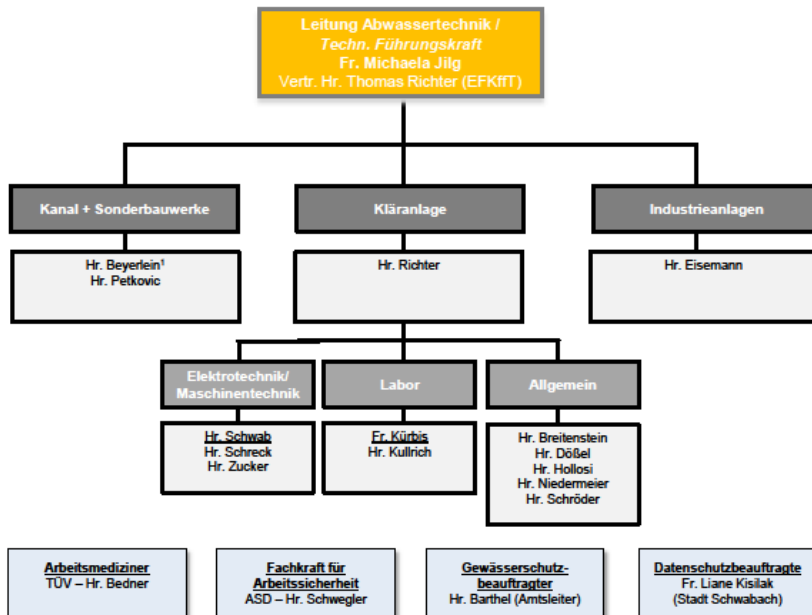 Leitung Abwassertechnik /
Techn. Führungskraft
Fr. Michaela Jilg
Vertr. Hr. Thomas Richter (EFKffT)
Kanal + Sonderbauwerke
Hr. Beyerlein¹
Hr. Petkovic
Kläranlage
Hr. Richter
Industrieanlagen
Hr. Eisemann
Elektrotechnik/
Maschinentechnik
Hr. Schwab
Hr. Schreck
Hr. Zucker
Labor
Fr. Kürbis
Hr. Kullrich
Allgemein
Hr. Breitenstein
Hr. Dößel
Hr. Hollosi
Hr. Niedermeier
Hr. Schröder
Arbeitsmediziner
TÜV – Hr. Bedner
Fachkraft für
Arbeitssicherheit
ASD – Hr. Schwegler
Gewässerschutz-
beauftragter
Hr. Barthel (Amtsleiter)
Datenschutzbeauftragte
Fr. Liane Kisilak
(Stadt Schwabach)